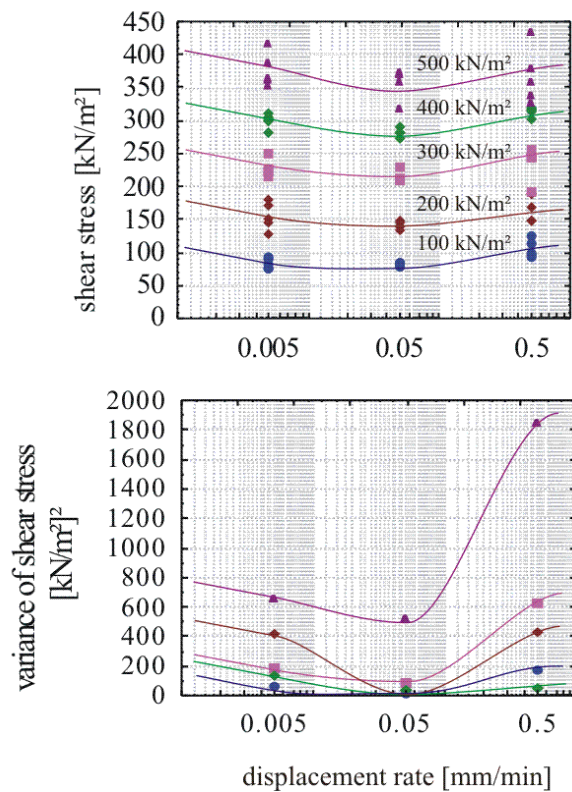 450
400
350
300
250
200
150
100
50
0
shear stress [kN/m²]
500 kN/m²
400 kN/m²
300 kN/m²
200 kN/m²
100 kN/m²
0.005 0.05 0.5
2000
1800
1600
1400
1200
1000
800
600
400
200
0
variance of shear stress
[kN/m²]²
0.005 0.05 0.5
displacement rate [mm/min]